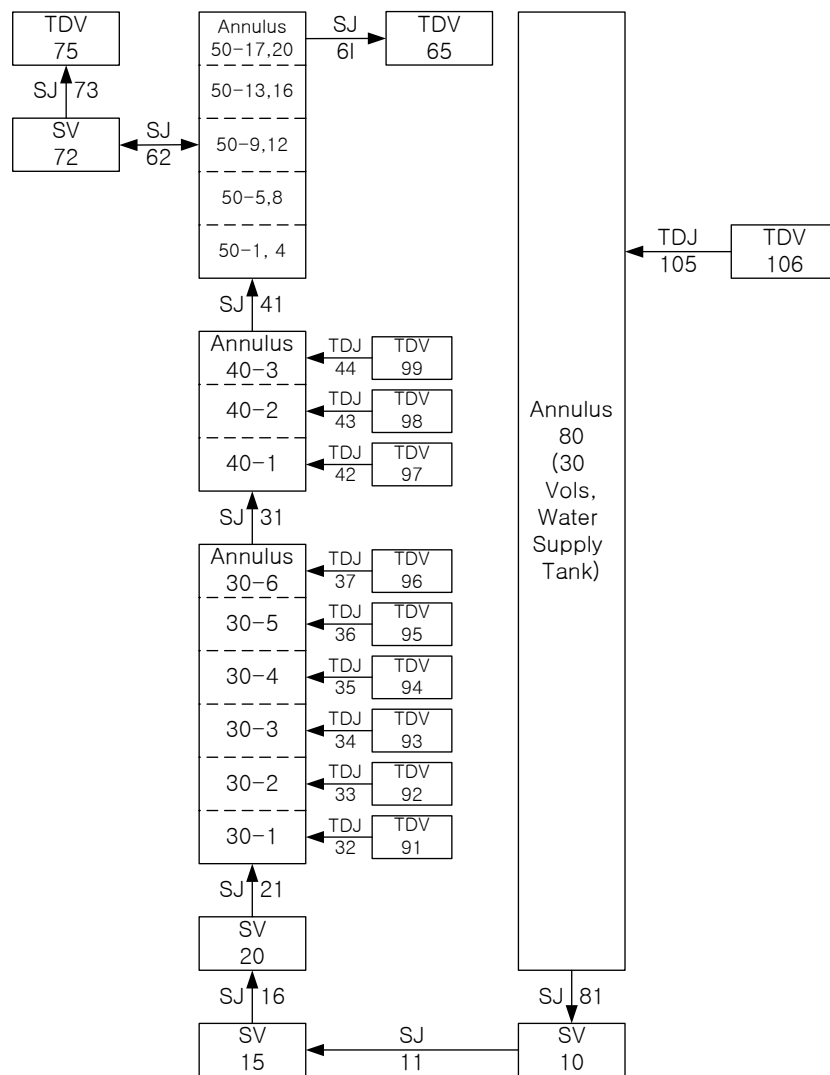 TDV
75
SJ 73
SV
72
SJ
62
Annulus
50-17,20
50-13,16
50-9,12
50-5,8
50-1, 4
SJ
6l
TDV
65
SJ 41
Annulus
40-3
40-2
40-1
TDJ
44
TDV
99
TDJ
43
TDV
98
TDJ
42
TDV
97
SJ 31
Annulus
30-6
30-5
30-4
30-3
30-2
30-1
TDJ
37
TDV
96
TDJ
36
TDV
95
TDJ
35
TDV
94
TDJ
34
TDV
93
TDJ
33
TDV
92
TDJ
32
TDV
91
SJ 21
SV
20
SJ 16
SV
15
SJ
11
SV
10
SJ 81
Annulus
80
(30
Vols,
Water
Supply
Tank)
TDJ
105
TDV
106